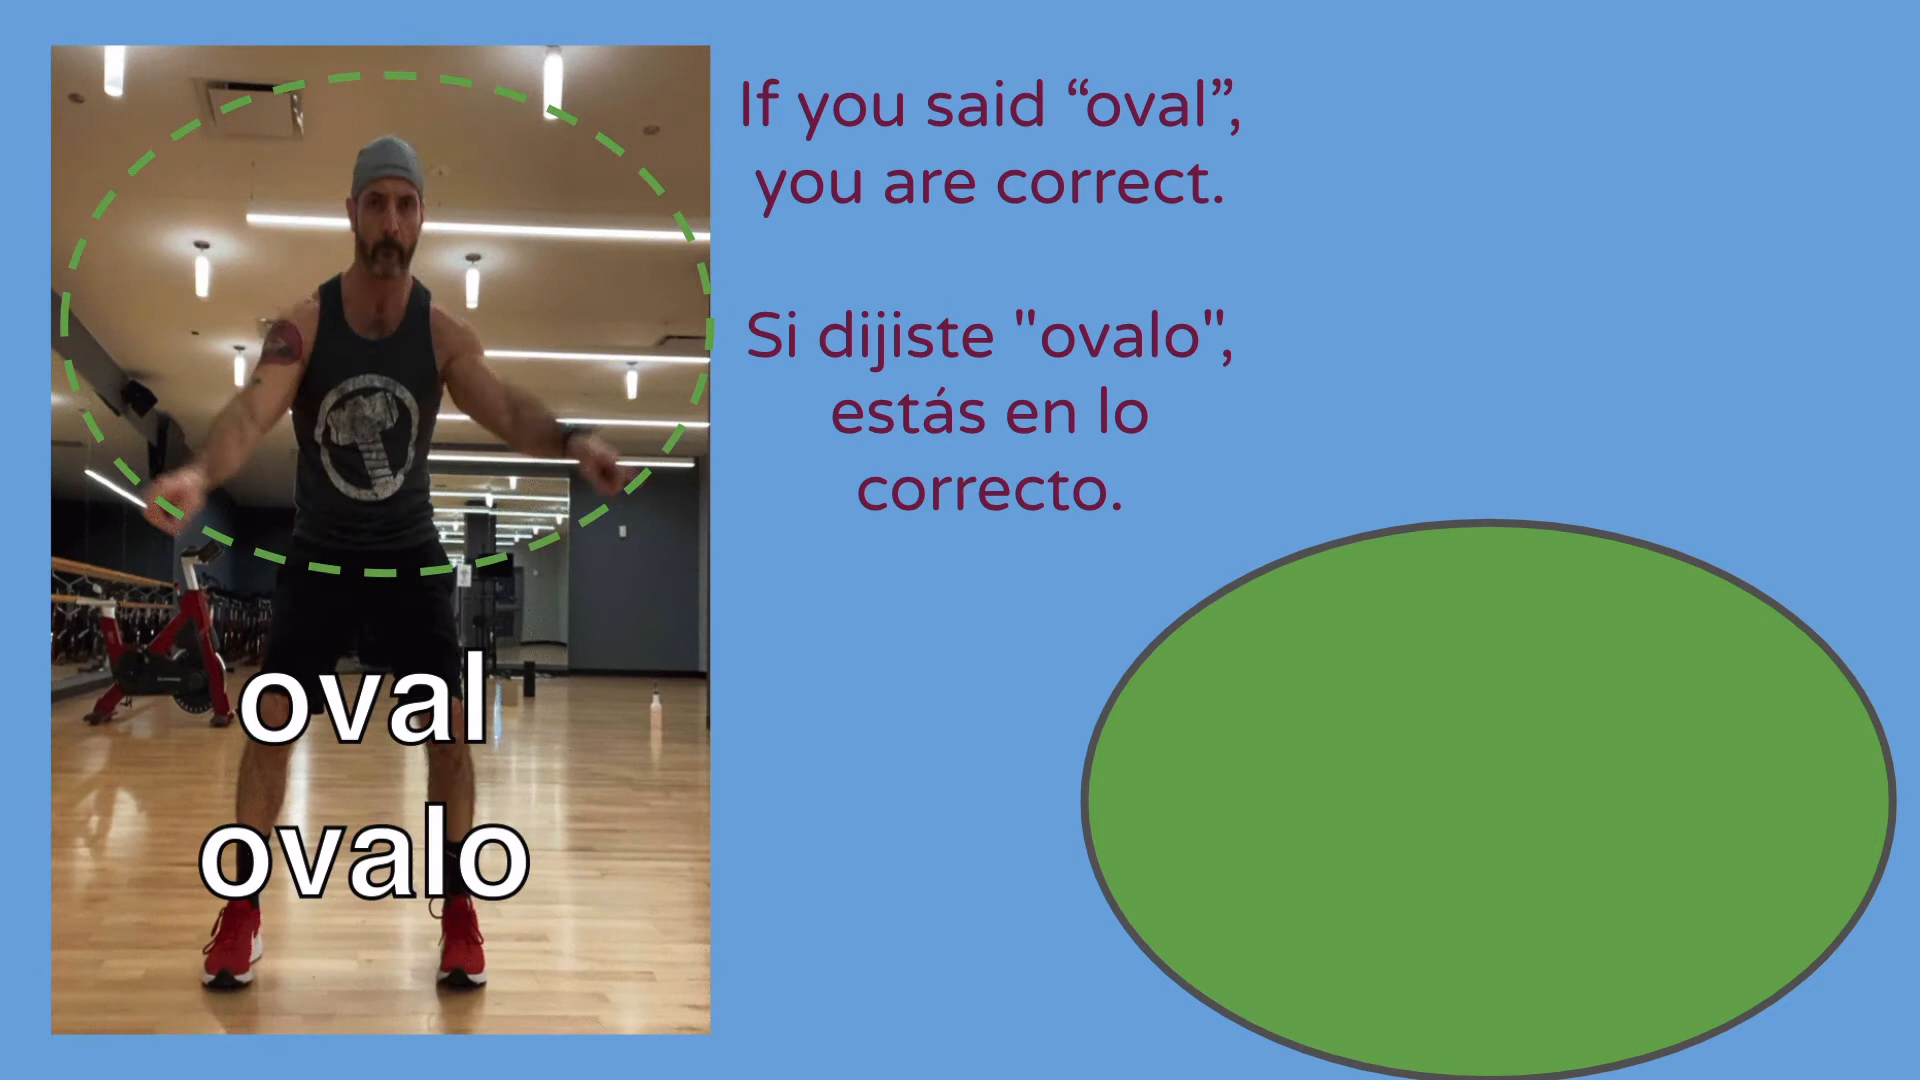 If you said “oval”,
you are correct.
Si dijiste "ovalo",
estás en lo
correcto.
oval
ovalo